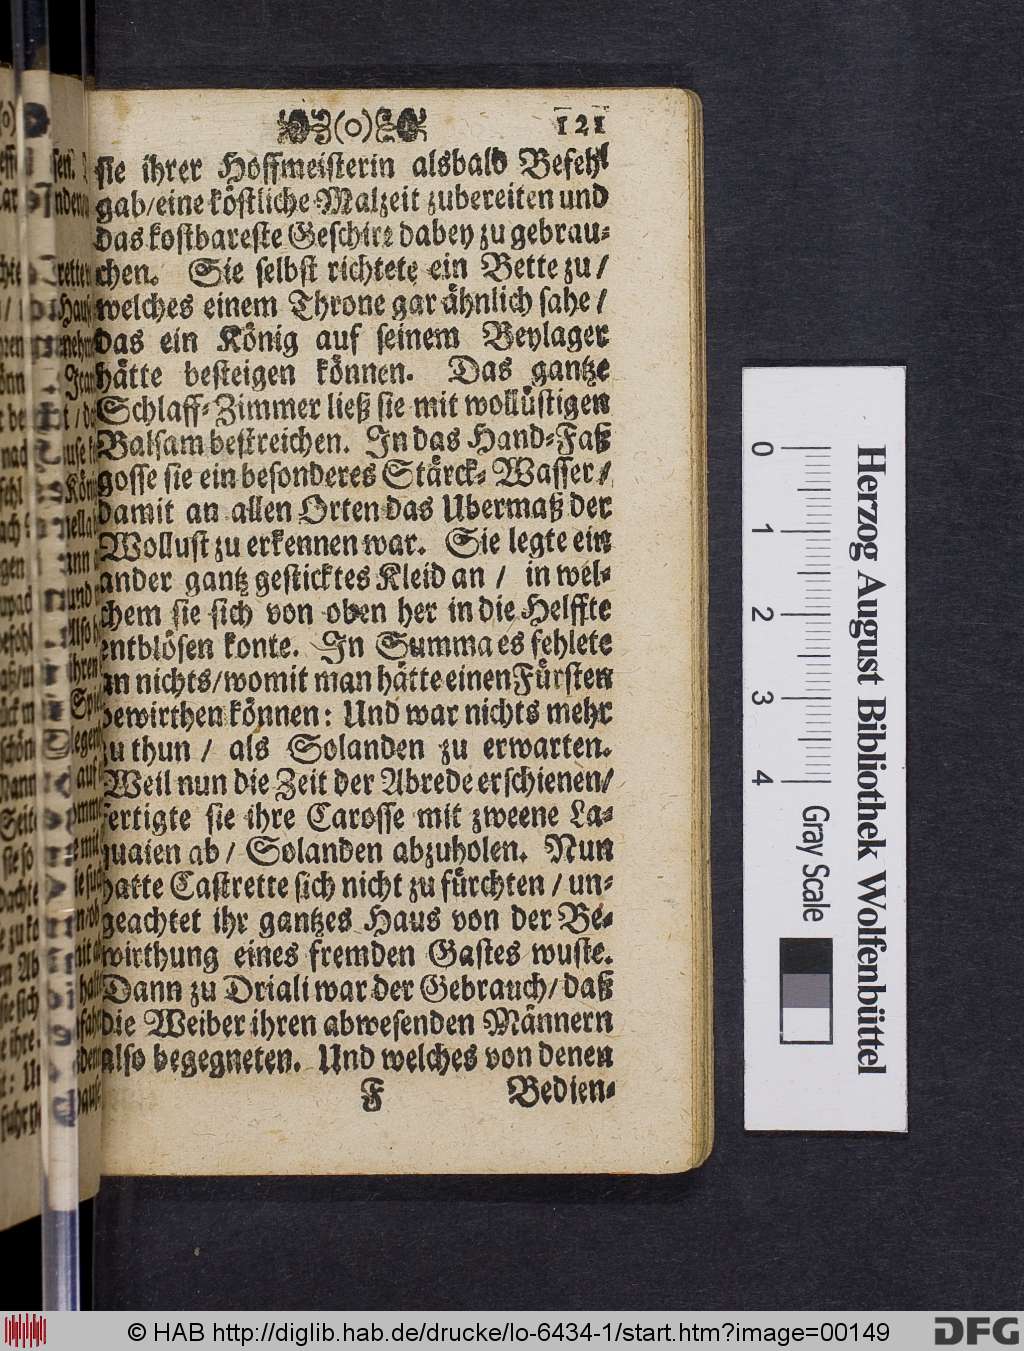 (o) 121
sie ihrer Hoffmeisterin alsbald Befehl
gab/eine köstliche Malzeit zubereiten und
das kostbareste Geschirr dabey zu gebrau-
chen. Sie selbst richtete ein Bette zu/
welches einem Throne gar ähnlich sahe/
das ein König auf seinem Beylager
hätte besteigen können. Das gantze
Schlaff-Zimmer ließ sie mit wollüstigen
Balsam bestreichen. In das Hand-Faß
gosse sie ein besonderes Stärck-Wasser/
damit an allen Orten das Ubermaß der
Wollust zu erkennen war. Sie legte ein
ander gantz gesticktes Kleid an/ in wel-
chem sie sich von oben her in die Helffte
entblösen konte. In Summa es fehlete
an nichts/womit man hätte einen Fürsten
bewirthen können: Und war nichts mehr
zu thun/ als Solanden zu erwarten.
Weil nun die Zeit der Abrede erschienen/
fertigte sie ihre Carosse mit zweene La-
quaien ab/ Solanden abzuholen. Nun
hatte Castrette sich nicht zu fürchten/ un-
geachtet ihr gantzes Haus von der Be-
wirthung eines fremden Gastes wuste.
Dann zu Driali war der Gebrauch/ daß
die Weiber ihren abwesenden Männern
also begegneten. Und welches von denen
F Bedien-
Herzog August Bibliothek Wolfenbüttel
0 1 2 3 4
Gray Scale
© HAB http://diglib.hab.de/drucke/lo-6434-1/start.htm?image=00149
DFG